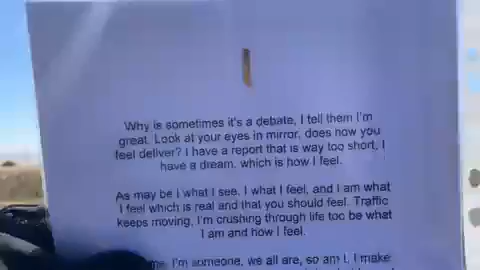 Why is sometimes it's a debate, I tell them I'm
great. Look at your eyes in mirror, does how you
feel deliver? I have a report that is way too short, I
have a dream, which is how I feel.
As may be I what I see, I what I feel, and I am what
I feel which is real and that you should feel. Traffic
keeps moving, I'm crushing through life too be what
I am and how I feel.
me, I'm someone, we all are, so am I. I make